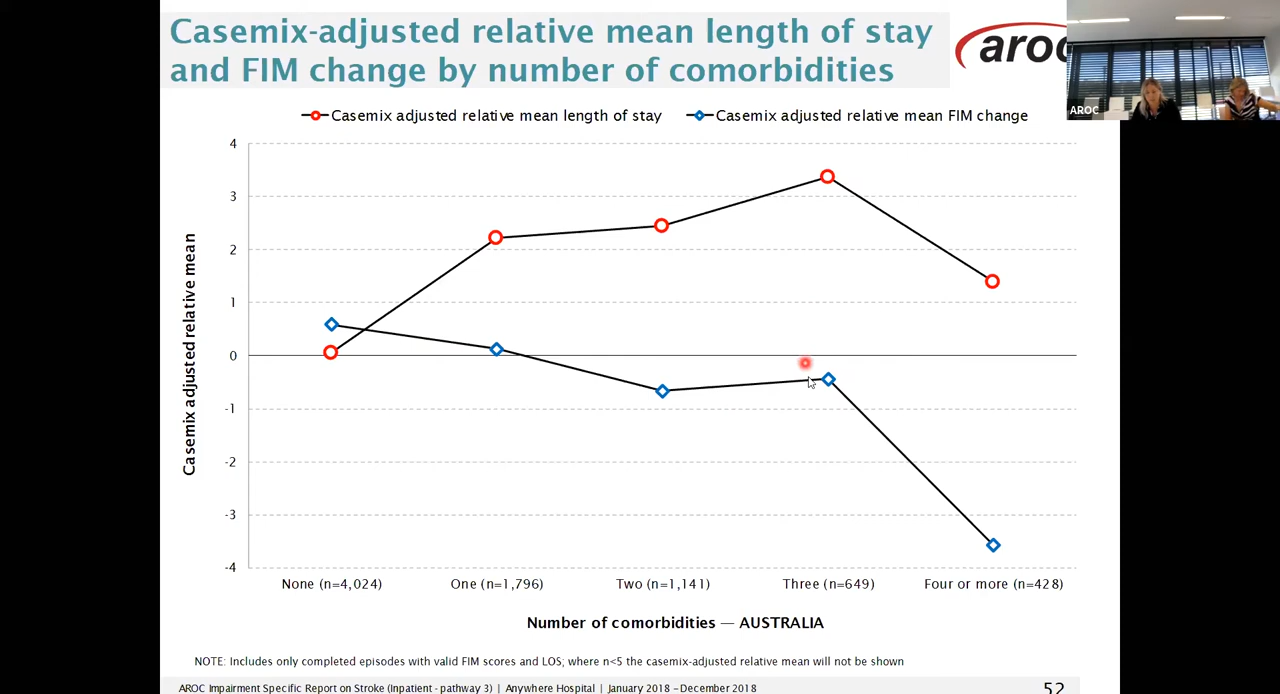 Casemix-adjusted relative mean length of stay
and FIM change by number of comorbidities
AROC
Casemix adjusted relative mean length of stay
Casemix adjusted relative mean FIM change
4
3
2
1
0
-1
-2
-3
-4
Casemix adjusted relative mean
None (n=4,024)
One (n=1,796)
Two (n=1,141)
Three (n=649)
Four or more (n=428)
Number of comorbidities — AUSTRALIA
NOTE: Includes only completed episodes with valid FIM scores and LOS; where n<5 the casemix-adjusted relative mean will not be shown
AROC Impairment Specific Report on Stroke (Inpatient - pathway 3) | Anywhere Hospital | January 2018 – December 2018
52